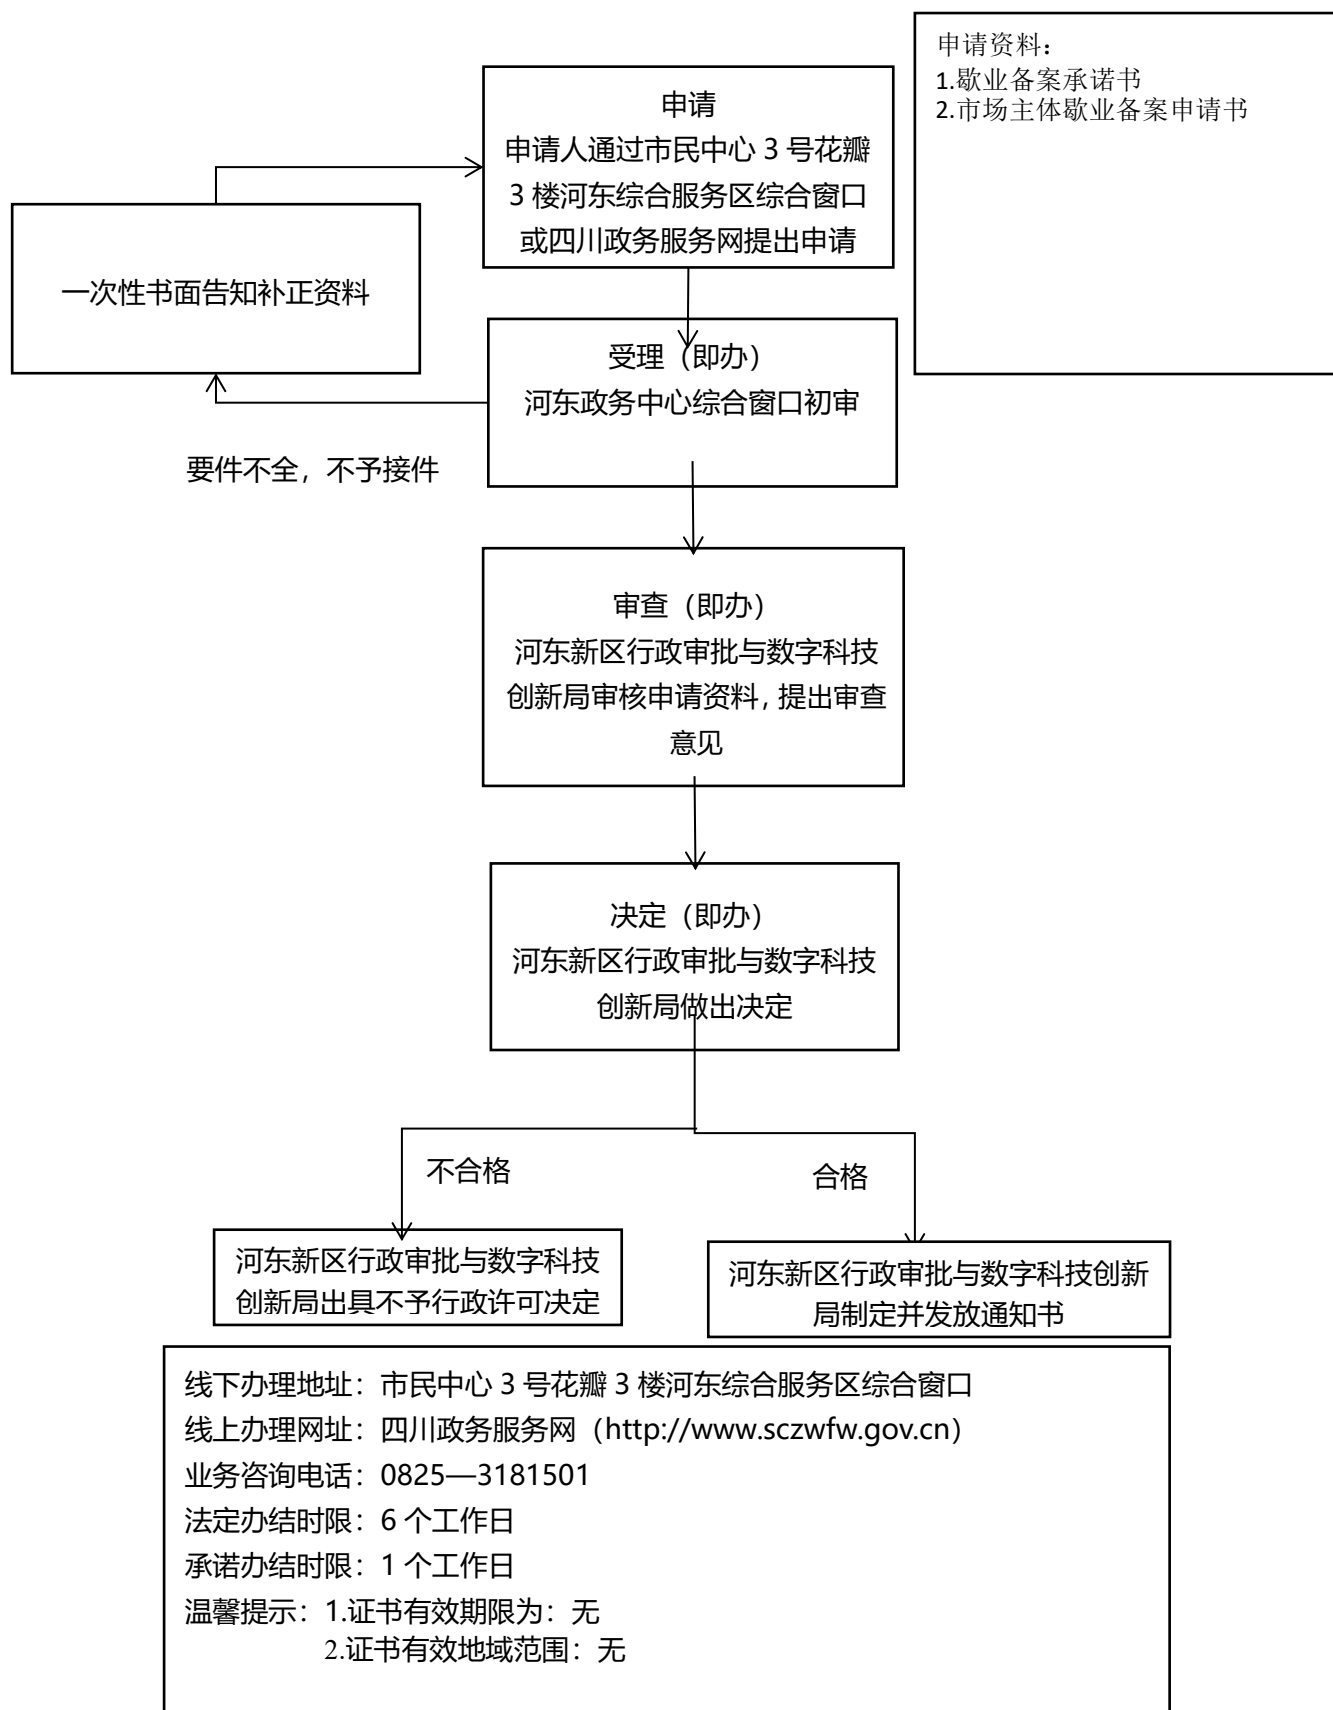 申请资料：
1.歇业备案承诺书
2.市场主体歇业备案申请书
申请
申请人通过市民中心 3 号花瓣
3 楼河东综合服务区综合窗口
或四川政务服务网提出申请
一次性书面告知补正资料
受理（即办）
河东政务中心综合窗口初审
要件不全，不予接件
审查（即办）
河东新区行政审批与数字科技
创新局审核申请资料，提出审查
意见
决定（即办）
河东新区行政审批与数字科技
创新局做出决定
不合格
合格
河东新区行政审批与数字科技
创新局出具不予行政许可决定
河东新区行政审批与数字科技创新
局制定并发放通知书
线下办理地址：市民中心 3 号花瓣 3 楼河东综合服务区综合窗口
线上办理网址：四川政务服务网（http://www.sczwfw.gov.cn）
业务咨询电话：0825—3181501
法定办结时限：6 个工作日
承诺办结时限：1 个工作日
温馨提示：1.证书有效期限为：无
2.证书有效地域范围：无